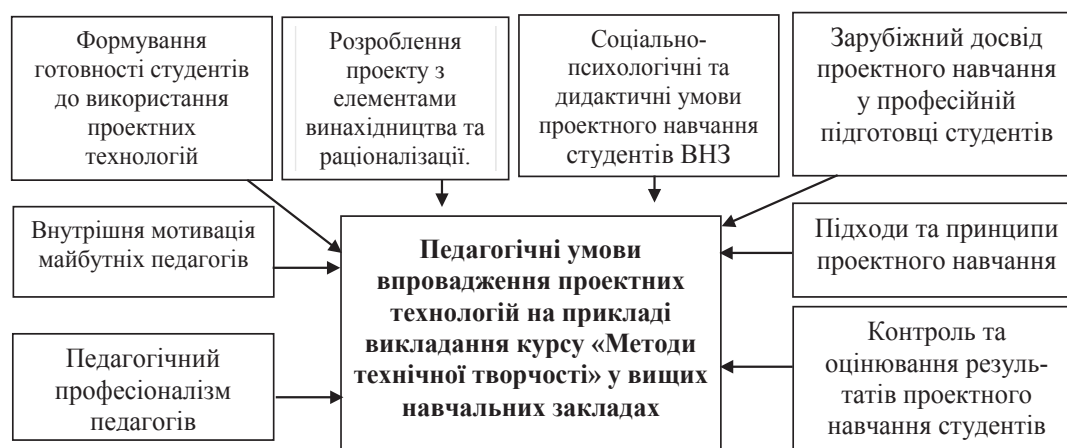 Формування
готовності студентів
до використання
проектних
технологій
Розроблення
проекту з
елементами
винахідництва та
раціоналізації.
Соціально-
психологічні та
дидактичні умови
проектного навчання
студентів ВНЗ
Зарубіжний досвід
проектного навчання
у професійній
підготовці студентів
Внутрішня мотивація
майбутніх педагогів
Педагогічні умови
впровадження проектних
технологій на прикладі
викладання курсу «Методи
технічної творчості» у вищих
навчальних закладах
Підходи та принципи
проектного навчання
Педагогічний
професіоналізм
педагогів
Контроль та
оцінювання резуль-
татів проектного
навчання студентів